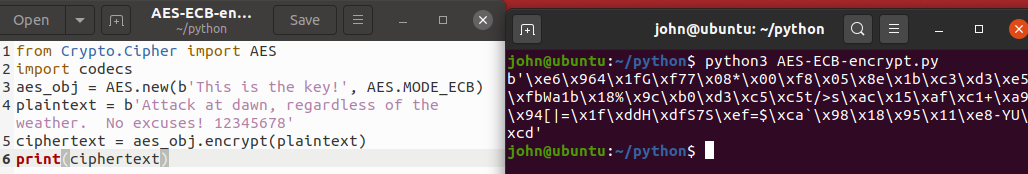 Open
AES-ECB-en...
~/python
Save
1 from Crypto.Cipher import AES
2 import codecs
3 aes_obj = AES.new(b'This is the key!', AES.MODE_ECB)
4 plaintext = b'Attack at dawn, regardless of the
weather.  No excuses! 12345678'
5 ciphertext = aes_obj.encrypt(plaintext)
6 print(ciphertext)
john@ubuntu: ~/python
john@ubuntu:~/python$ python3 AES-ECB-encrypt.py
b'\xe6\x964\x1fG\xf77\x08*\x00\xf8\x05\x8e\x1b\xc3\xd3\xe5
\xfbWa1b\x18%\x9c\xb0\xd3\xc5\xc5t/>s\xac\x15\xaf\xc1+\xa9
\x94[|=\x1f\xddH\xdfS7S\xef=$\xca`\x98\x18\x95\x11\xe8-YU\
xcd'
john@ubuntu:~/python$